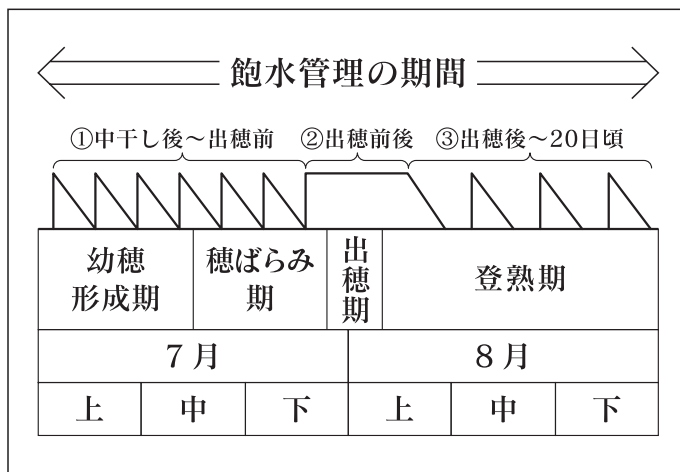 飽水管理の期間
①中干し後～出穂前 ②出穂前後 ③出穂後～20日頃
幼穂
形成期
穂ばらみ
期
出穂期
登熟期
7月 8月
上 中 下 上 中 下